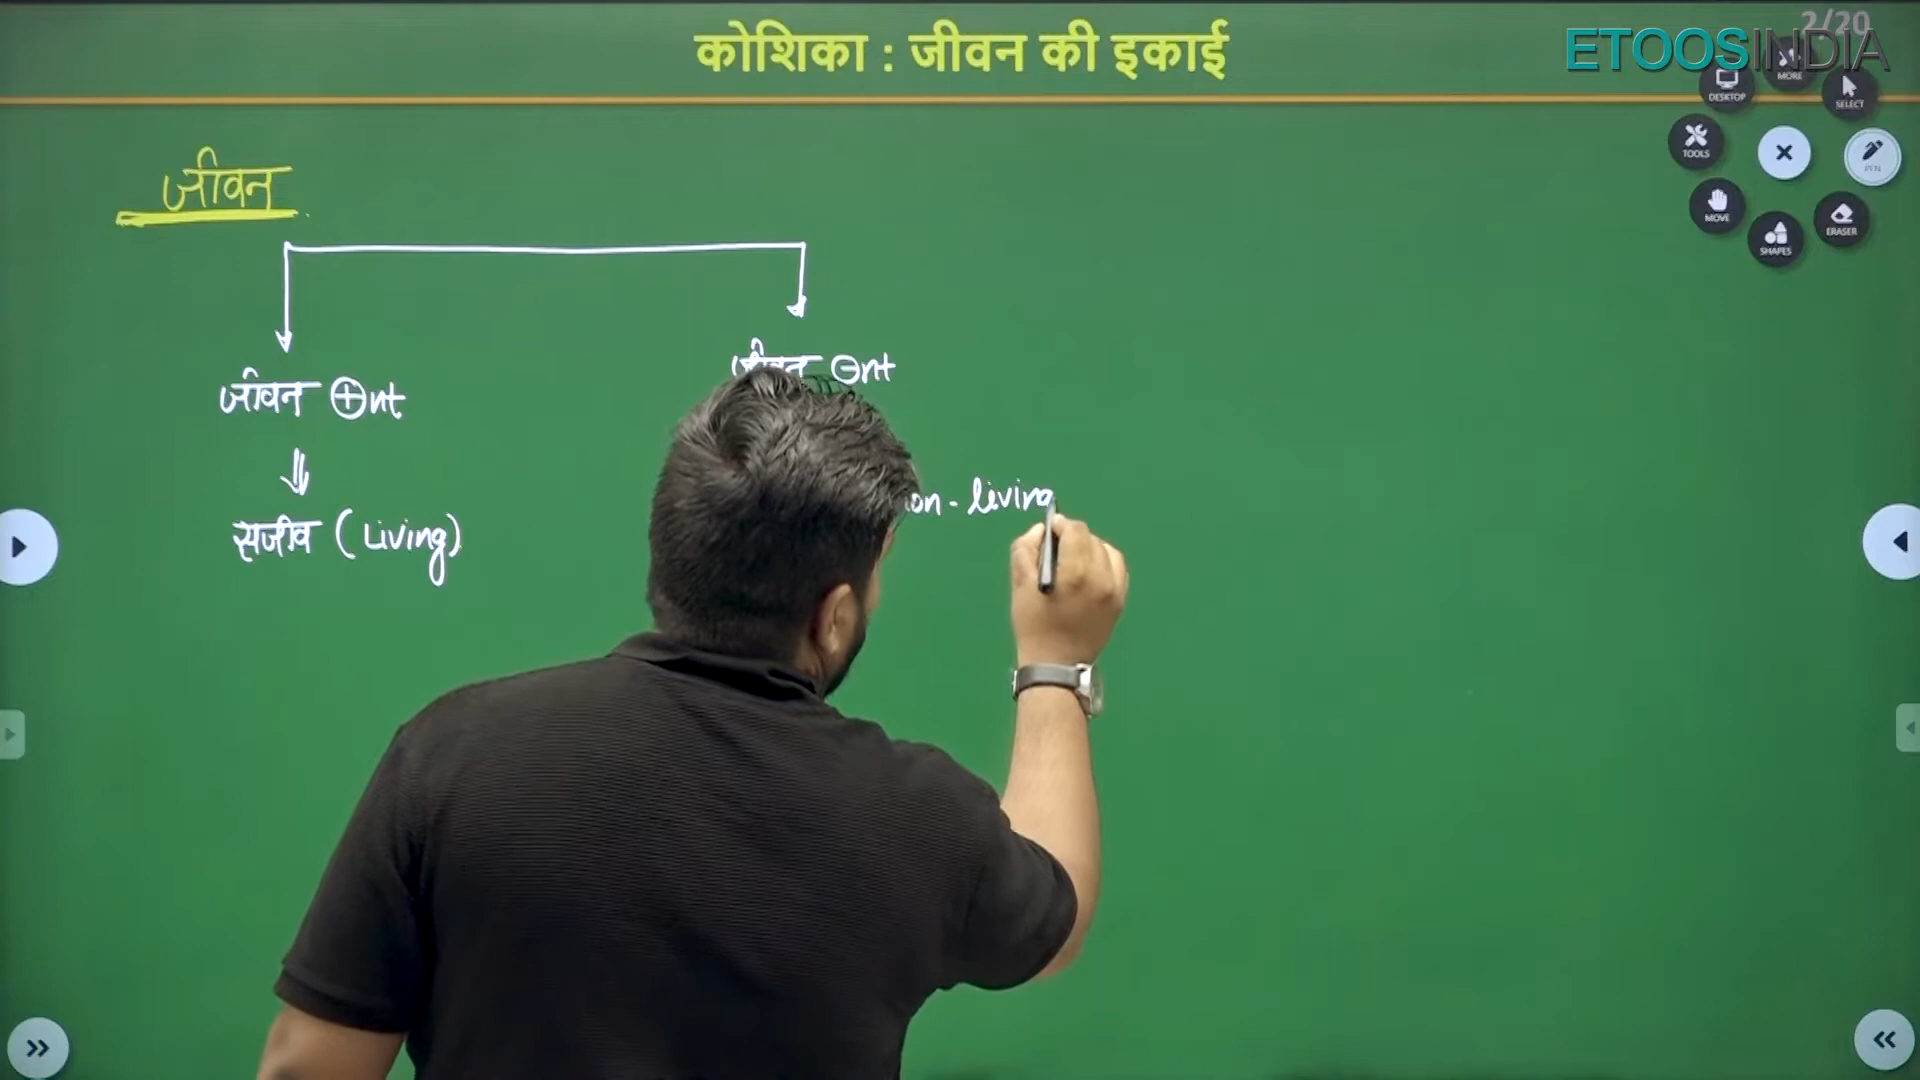 कोशिका : जीवन की इकाई
2/20
ETOOSINDIA
MORE
DESKTOP
SELECT
TOOLS
PEN
MOVE
ERASER
SHAPES
जीवन
जीवन ⊕nt
जीवन ⊖nt
सजीव (Living)
-living